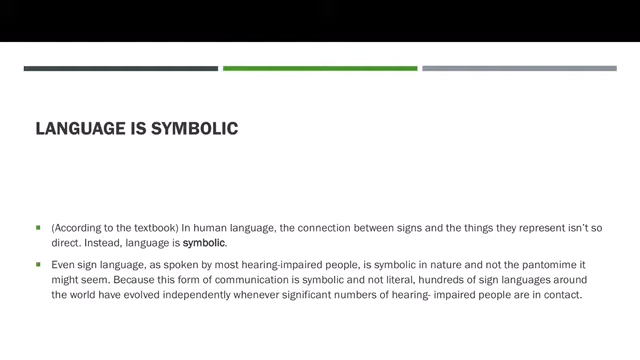 LANGUAGE IS SYMBOLIC
(According to the textbook) In human language, the connection between signs and the things they represent isn't so
direct. Instead, language is symbolic.
Even sign language, as spoken by most hearing-impaired people, is symbolic in nature and not the pantomime it
might seem. Because this form of communication is symbolic and not literal, hundreds of sign languages around
the world have evolved independently whenever significant numbers of hearing- impaired people are in contact.